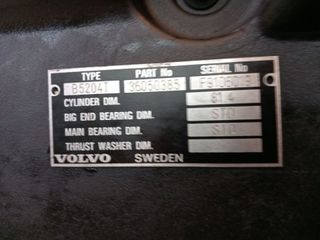 TYPE PART No SERIAL No
B5204T 36050385
CYLINDER DIM. 81 4
BIG END BEARING DIM. STD
MAIN BEARING DIM. STD
THRUST WASHER DIM.
VOLVO SWEDEN